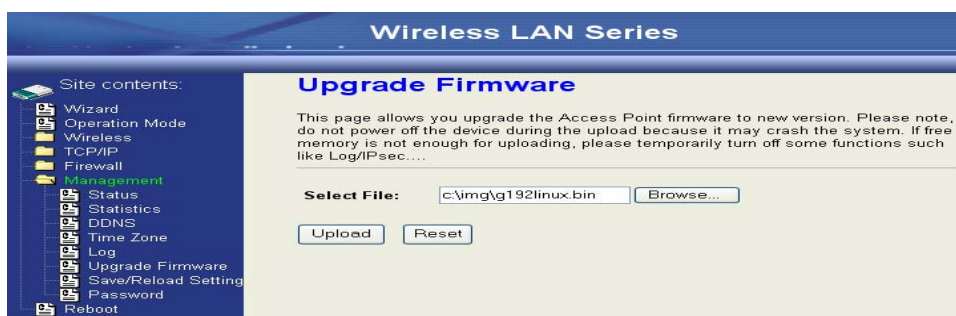 Wireless LAN Series
Site contents:
Wizard
Operation Mode
Wireless
TCP/IP
Firewall
Management
Status
Statistics
DDNS
Time Zone
Log
Upgrade Firmware
Save/Reload Setting
Password
Reboot
Upgrade Firmware
This page allows you upgrade the Access Point firmware to new version. Please note,
do not power off the device during the upload because it may crash the system. If free
memory is not enough for uploading, please temporarily turn off some functions such
like Log/IPsec....
Select File: c:\img\g192linux.bin Browse...
Upload Reset